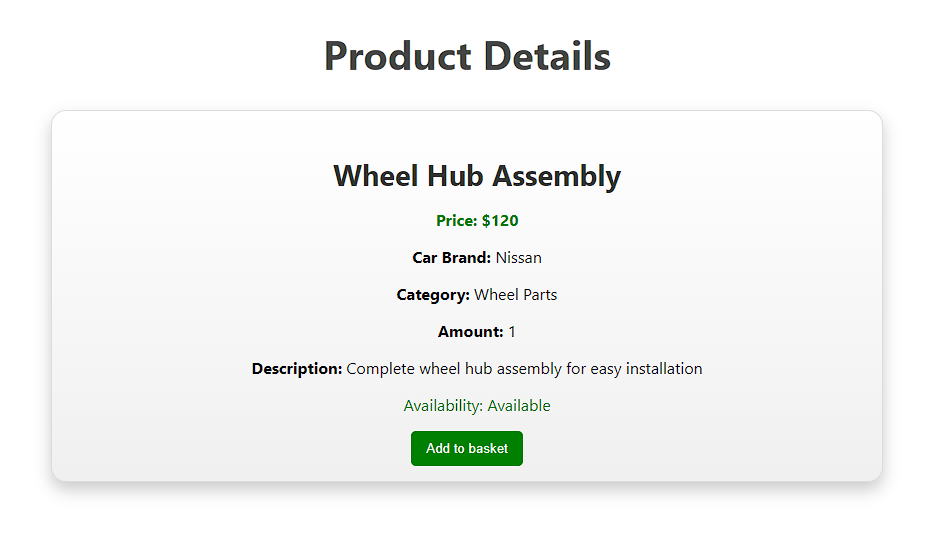 Product Details
Wheel Hub Assembly
Price: $120
Car Brand: Nissan
Category: Wheel Parts
Amount: 1
Description: Complete wheel hub assembly for easy installation
Availability: Available
Add to basket